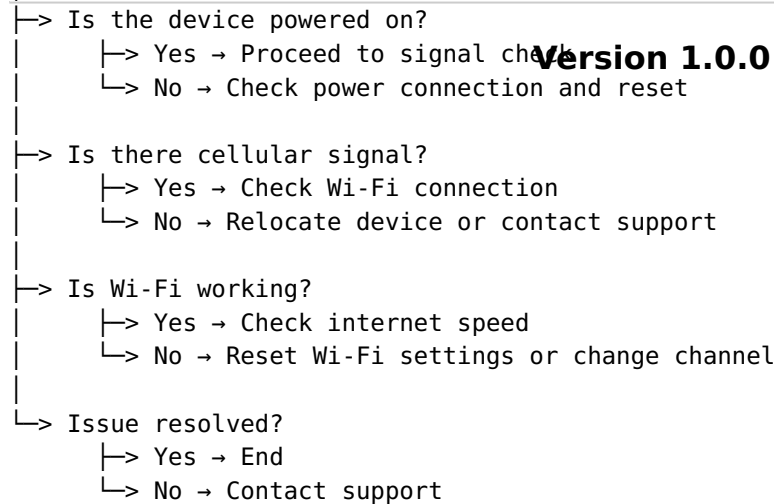 ├─> Is the device powered on?
│     ├─> Yes → Proceed to signal check
Version 1.0.0
│     └─> No → Check power connection and reset
│
├─> Is there cellular signal?
│     ├─> Yes → Check Wi-Fi connection
│     └─> No → Relocate device or contact support
│
├─> Is Wi-Fi working?
│     ├─> Yes → Check internet speed
│     └─> No → Reset Wi-Fi settings or change channel
│
└─> Issue resolved?
      ├─> Yes → End
      └─> No → Contact support